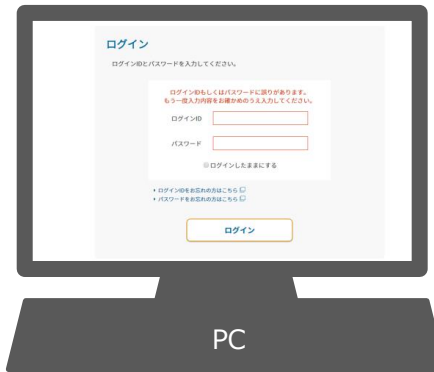 ログイン
ログインIDとパスワードを入力してください。
ログインIDもしくはパスワードに誤りがあります。
もう一度入力内容をお確かめのうえ入力してください。
ログインID
パスワード
ログインしたままにする
ログインIDをお忘れの方はこちら
パスワードをお忘れの方はこちら
ログイン
PC